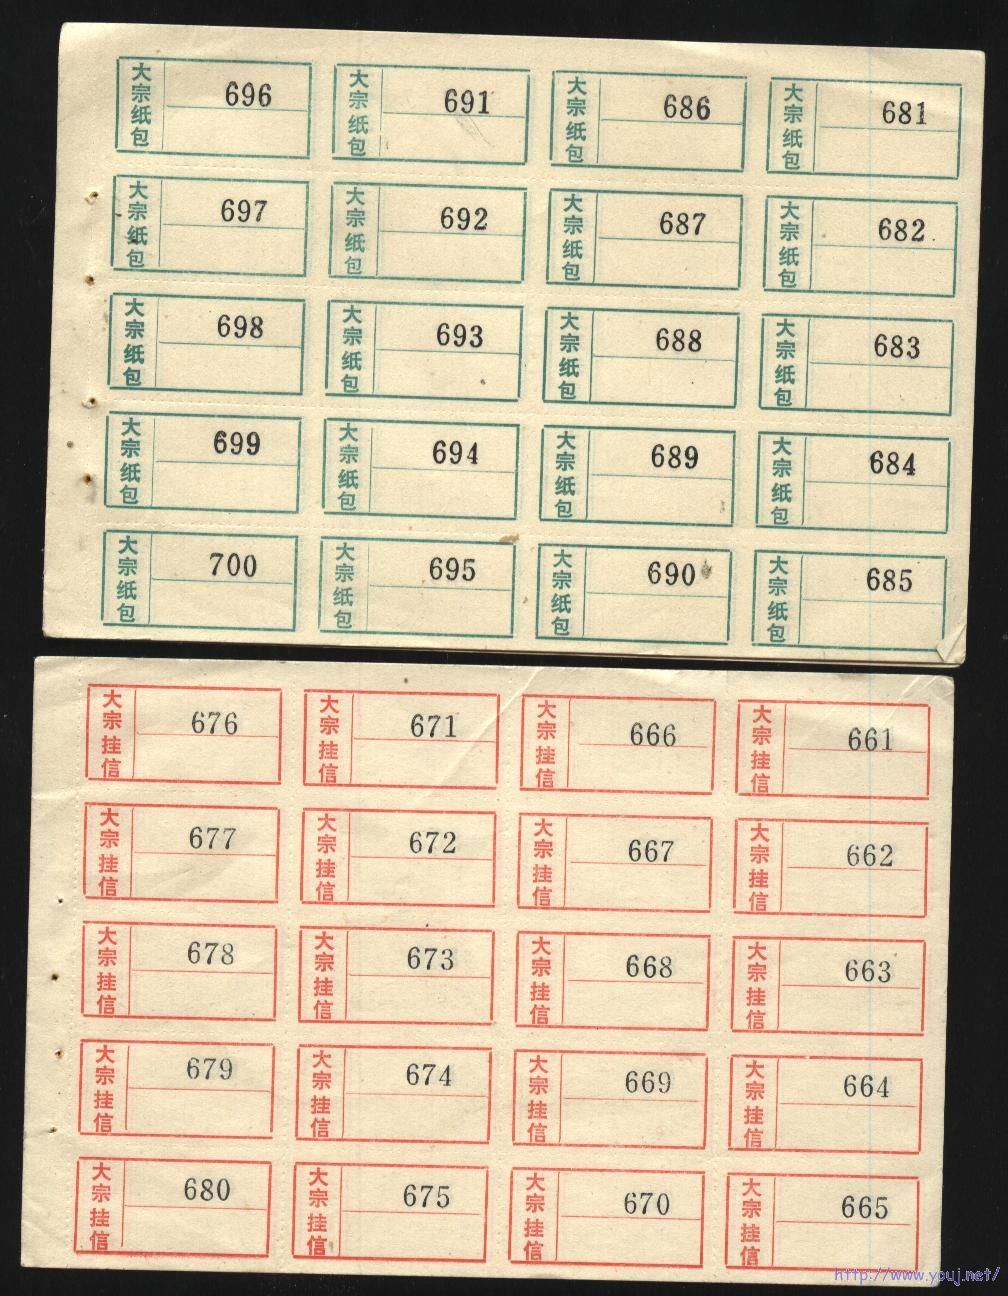 大宗纸包 696 大宗纸包 691 大宗纸包 686 大宗纸包 681
大宗纸包 697 大宗纸包 692 大宗纸包 687 大宗纸包 682
大宗纸包 698 大宗纸包 693 大宗纸包 688 大宗纸包 683
大宗纸包 699 大宗纸包 694 大宗纸包 689 大宗纸包 684
大宗纸包 700 大宗纸包 695 大宗纸包 690 大宗纸包 685
大宗挂信 676 大宗挂信 671 大宗挂信 666 大宗挂信 661
大宗挂信 677 大宗挂信 672 大宗挂信 667 大宗挂信 662
大宗挂信 678 大宗挂信 673 大宗挂信 668 大宗挂信 663
大宗挂信 679 大宗挂信 674 大宗挂信 669 大宗挂信 664
大宗挂信 680 大宗挂信 675 大宗挂信 670 大宗挂信 665
http://www.youj.net/